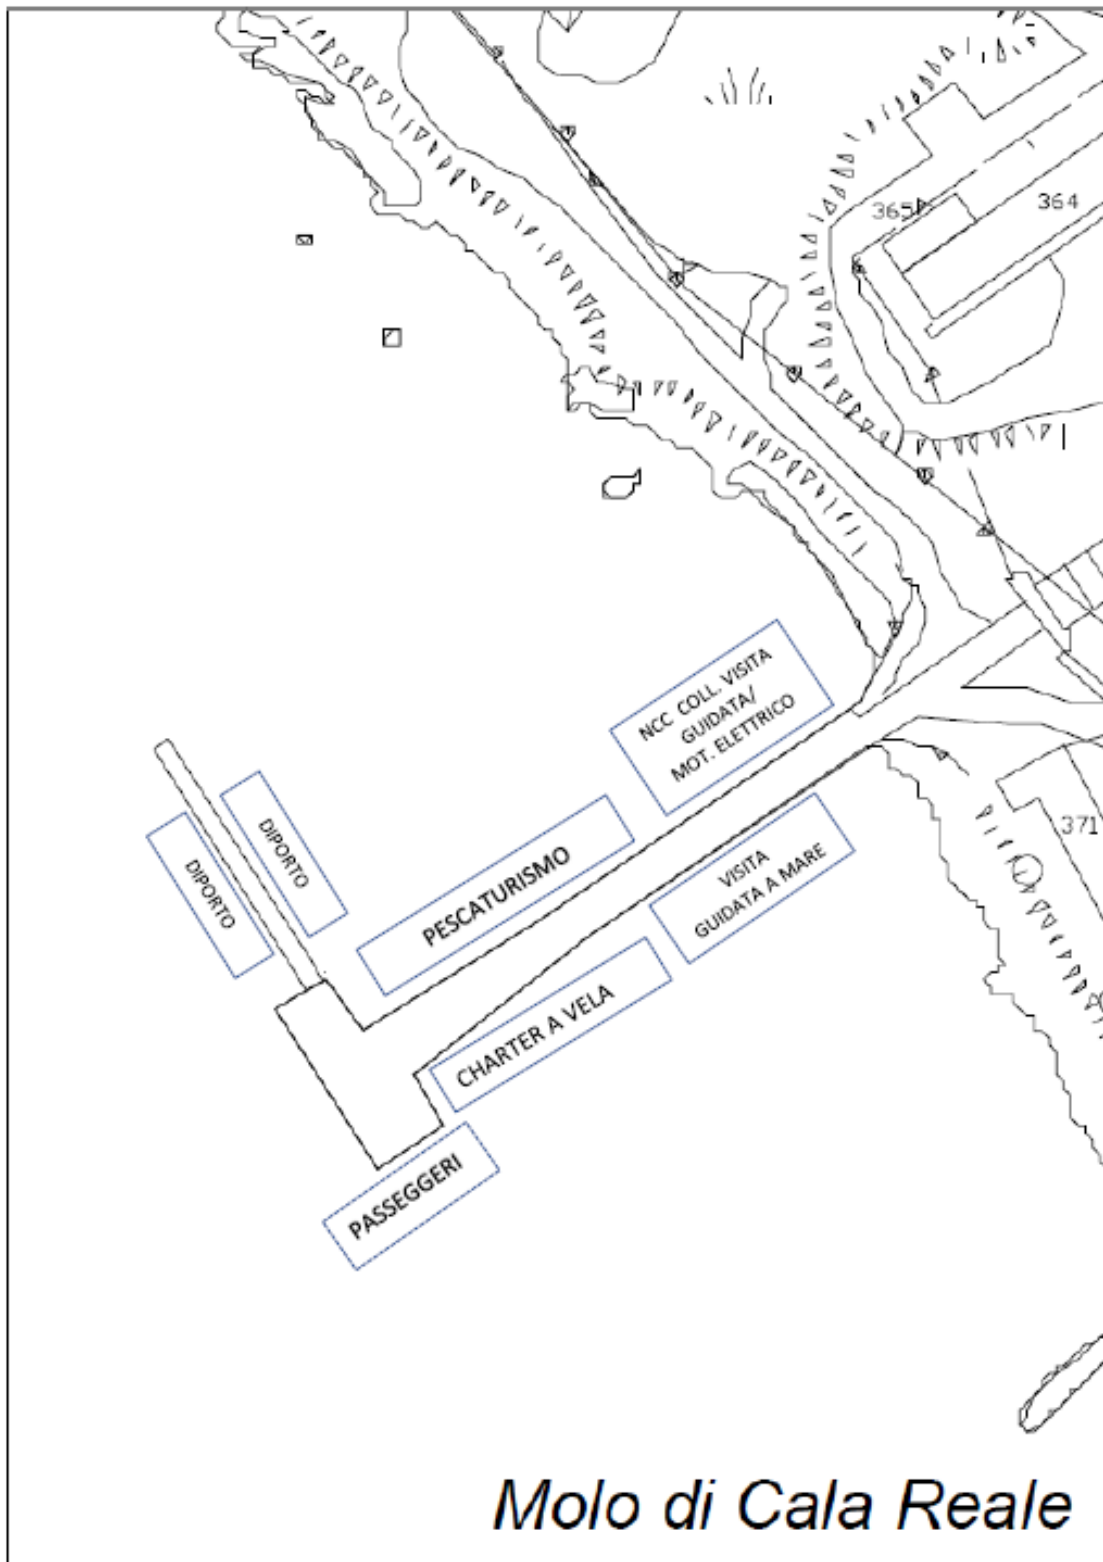 365
364
NCC COLL. VISITA
GUIDATA/
MOT. ELETTRICO
DIPORTO
DIPORTO
PESCATURISMO
VISITA
GUIDATA A MARE
371
CHARTER A VELA
PASSEGGERI
Molo di Cala Reale